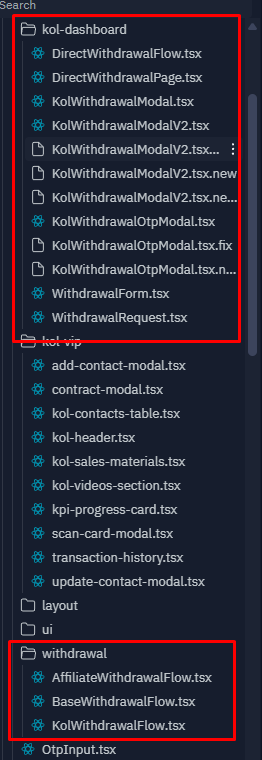 Search
kol-dashboard
DirectWithdrawalFlow.tsx
DirectWithdrawalPage.tsx
KolWithdrawalModal.tsx
KolWithdrawalModalV2.tsx
KolWithdrawalModalV2.tsx...
KolWithdrawalModalV2.tsx.new
KolWithdrawalModalV2.tsx.ne...
KolWithdrawalOtpModal.tsx
KolWithdrawalOtpModal.tsx.fix
KolWithdrawalOtpModal.tsx.n...
WithdrawalForm.tsx
WithdrawalRequest.tsx
kol-vip
add-contact-modal.tsx
contract-modal.tsx
kol-contacts-table.tsx
kol-header.tsx
kol-sales-materials.tsx
kol-videos-section.tsx
kpi-progress-card.tsx
scan-card-modal.tsx
transaction-history.tsx
update-contact-modal.tsx
layout
ui
withdrawal
AffiliateWithdrawalFlow.tsx
BaseWithdrawalFlow.tsx
KolWithdrawalFlow.tsx
OtpInput.tsx